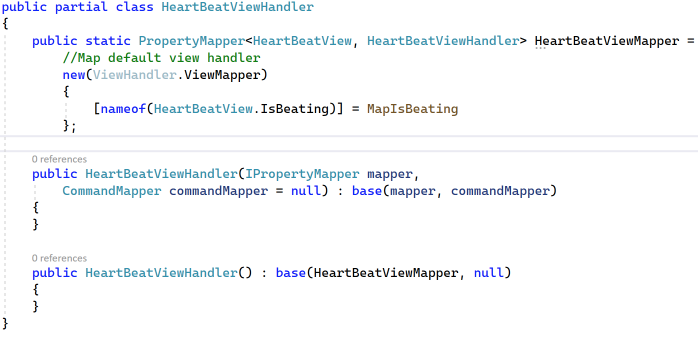 public partial class HeartBeatViewHandler
{
public static PropertyMapper<HeartBeatView, HeartBeatViewHandler> HeartBeatViewMapper =
//Map default view handler
new(ViewHandler.ViewMapper)
{
[nameof(HeartBeatView.IsBeating)] = MapIsBeating
};
0 references
public HeartBeatViewHandler(IPropertyMapper mapper,
CommandMapper commandMapper = null) : base(mapper, commandMapper)
{
}
0 references
public HeartBeatViewHandler() : base(HeartBeatViewMapper, null)
{
}
}